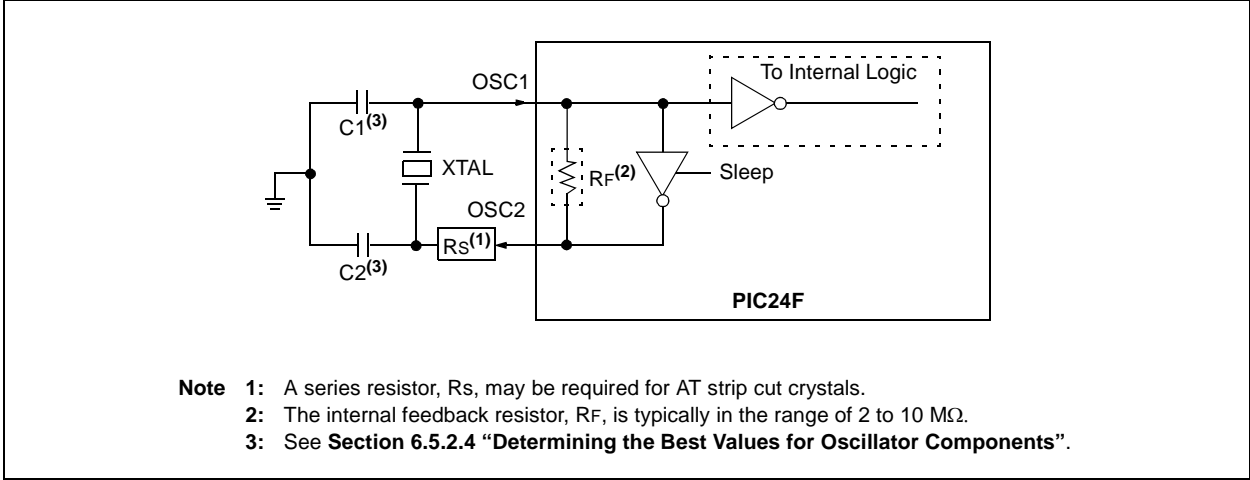 To Internal Logic
OSC1
C1(3)
XTAL
RF(2)
Sleep
OSC2
RS(1)
C2(3)
PIC24F
Note 1: A series resistor, Rs, may be required for AT strip cut crystals.
2: The internal feedback resistor, RF, is typically in the range of 2 to 10 MΩ.
3: See Section 6.5.2.4 “Determining the Best Values for Oscillator Components”.